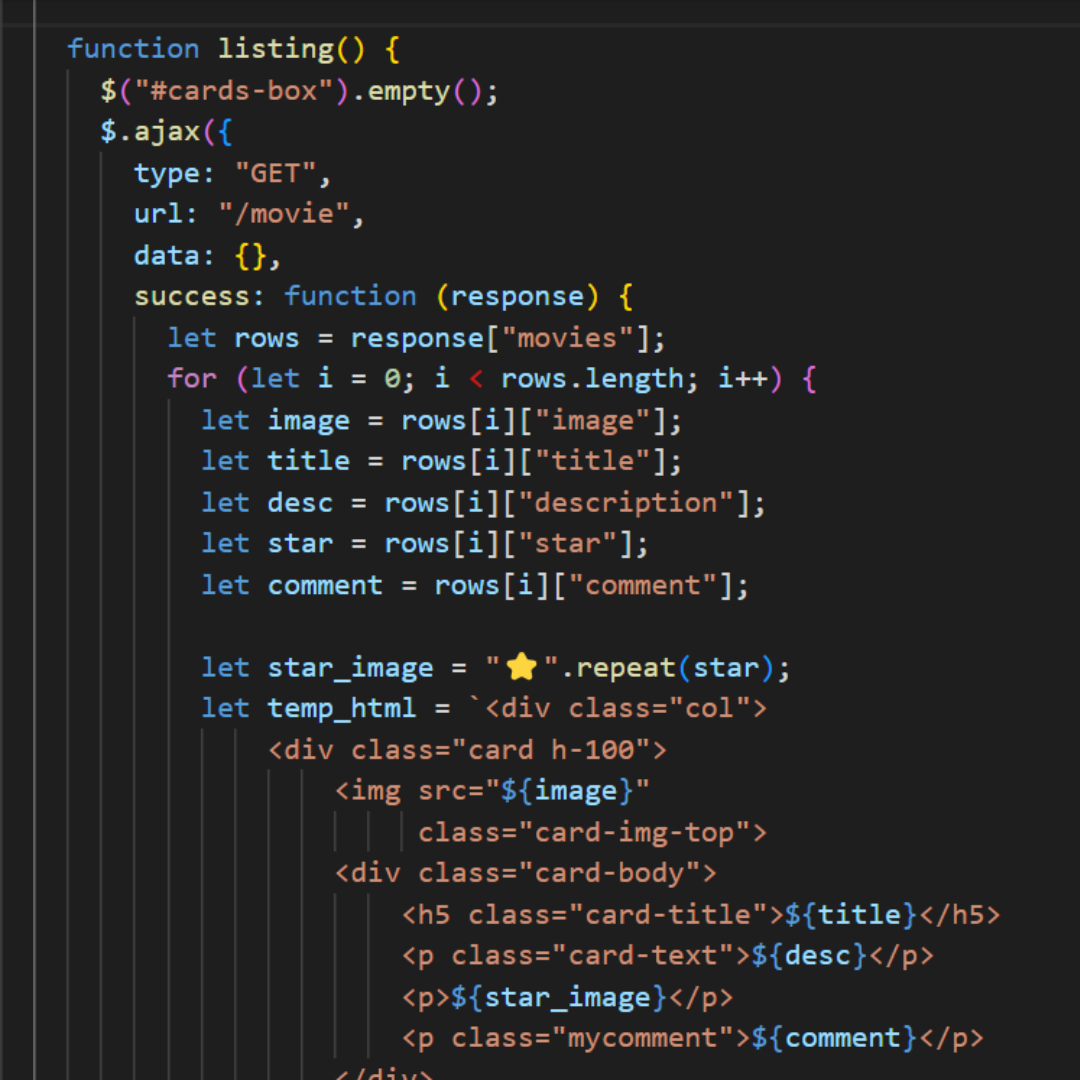 function listing() {
$("#cards-box").empty();
$.ajax({
type: "GET",
url: "/movie",
data: {},
success: function (response) {
let rows = response["movies"];
for (let i = 0; i < rows.length; i++) {
let image = rows[i]["image"];
let title = rows[i]["title"];
let desc = rows[i]["description"];
let star = rows[i]["star"];
let comment = rows[i]["comment"];
let star_image = "⭐".repeat(star);
let temp_html = `<div class="col">
<div class="card h-100">
<img src="${image}"
class="card-img-top">
<div class="card-body">
<h5 class="card-title">${title}</h5>
<p class="card-text">${desc}</p>
<p>${star_image}</p>
<p class="mycomment">${comment}</p>
</div>